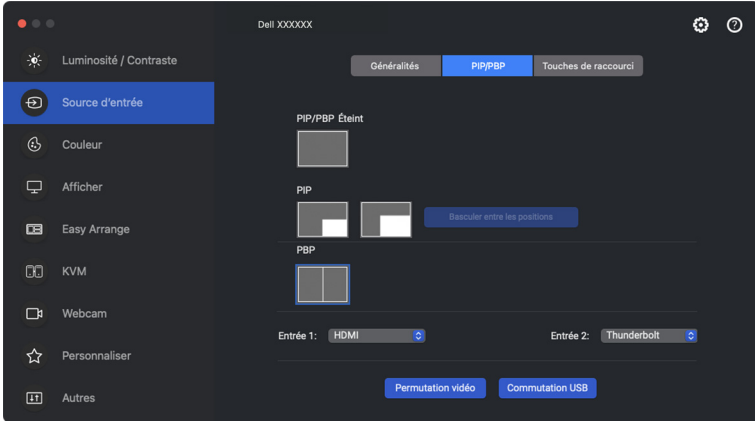 Dell XXXXXX
Luminosité / Contraste
Source d'entrée
Couleur
Afficher
Easy Arrange
KVM
Webcam
Personnaliser
Autres
Généralités PIP/PBP Touches de raccourci
PIP/PBP Éteint
PIP
Basculer entre les positions
PBP
Entrée 1: HDMI Entrée 2: Thunderbolt
Permutation vidéo Commutation USB